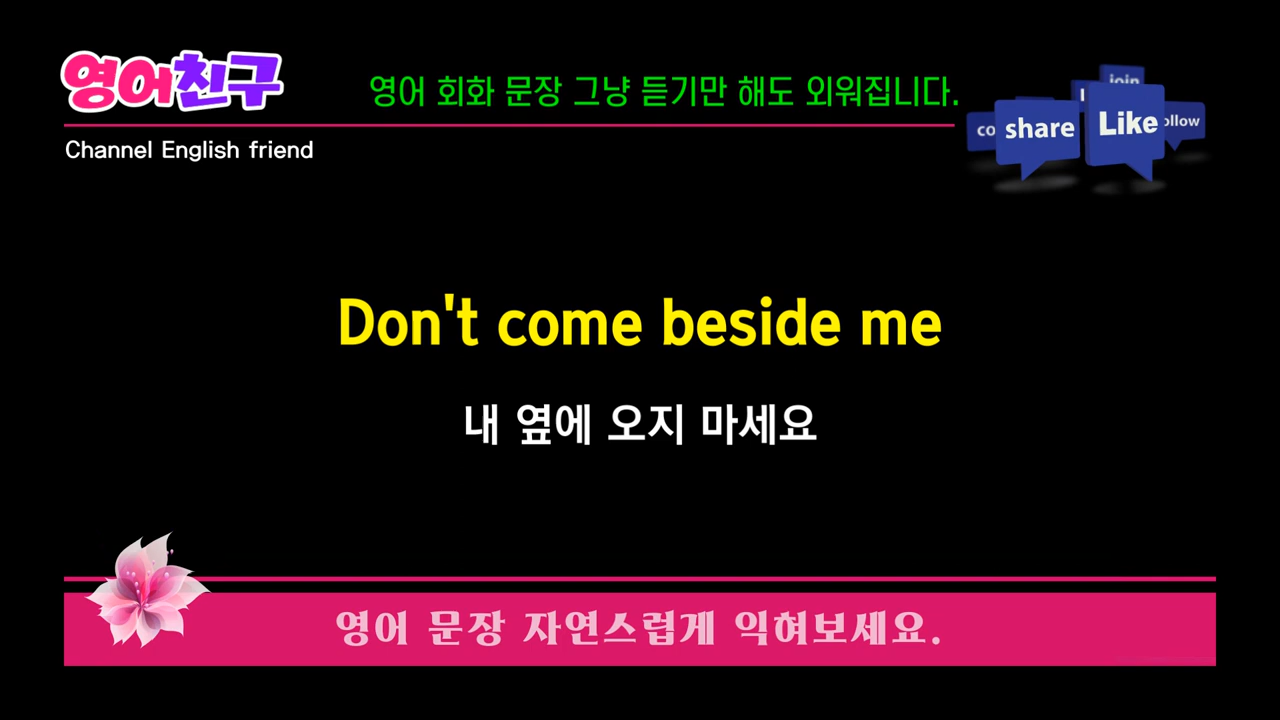 영어친구
영어 회화 문장 그냥 듣기만 해도 외워집니다.
Channel English friend
join
share
Like
Don't come beside me
내 옆에 오지 마세요
영어 문장 자연스럽게 익혀보세요.